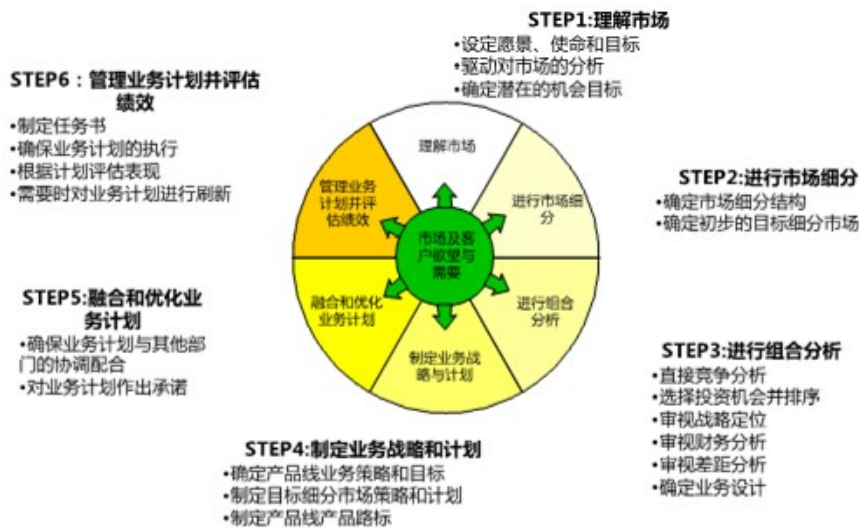 STEP1:理解市场
•设定愿景、使命和目标
•驱动对市场的分析
•确定潜在的机会目标
STEP2:进行市场细分
•确定市场细分结构
•确定初步的目标细分市场
STEP3:进行组合分析
•直接竞争分析
•选择投资机会并排序
•审视战略定位
•审视财务分析
•审视差距分析
•确定业务设计
STEP4:制定业务战略和计划
•确定产品线业务策略和目标
•制定目标细分市场策略和计划
•制定产品线产品路标
STEP5:融合和优化业
务计划
•确保业务计划与其他部
门的协调配合
•对业务计划作出承诺
STEP6：管理业务计划并评估
绩效
•制定任务书
•确保业务计划的执行
•根据计划评估表现
•需要时对业务计划进行刷新
理解市场
进行市场细
分
进行组合
分析
制定业务战
略与计划
融合和优化
业务计划
管理业务
计划并评
估绩效
市场及客
户欲望与
需要